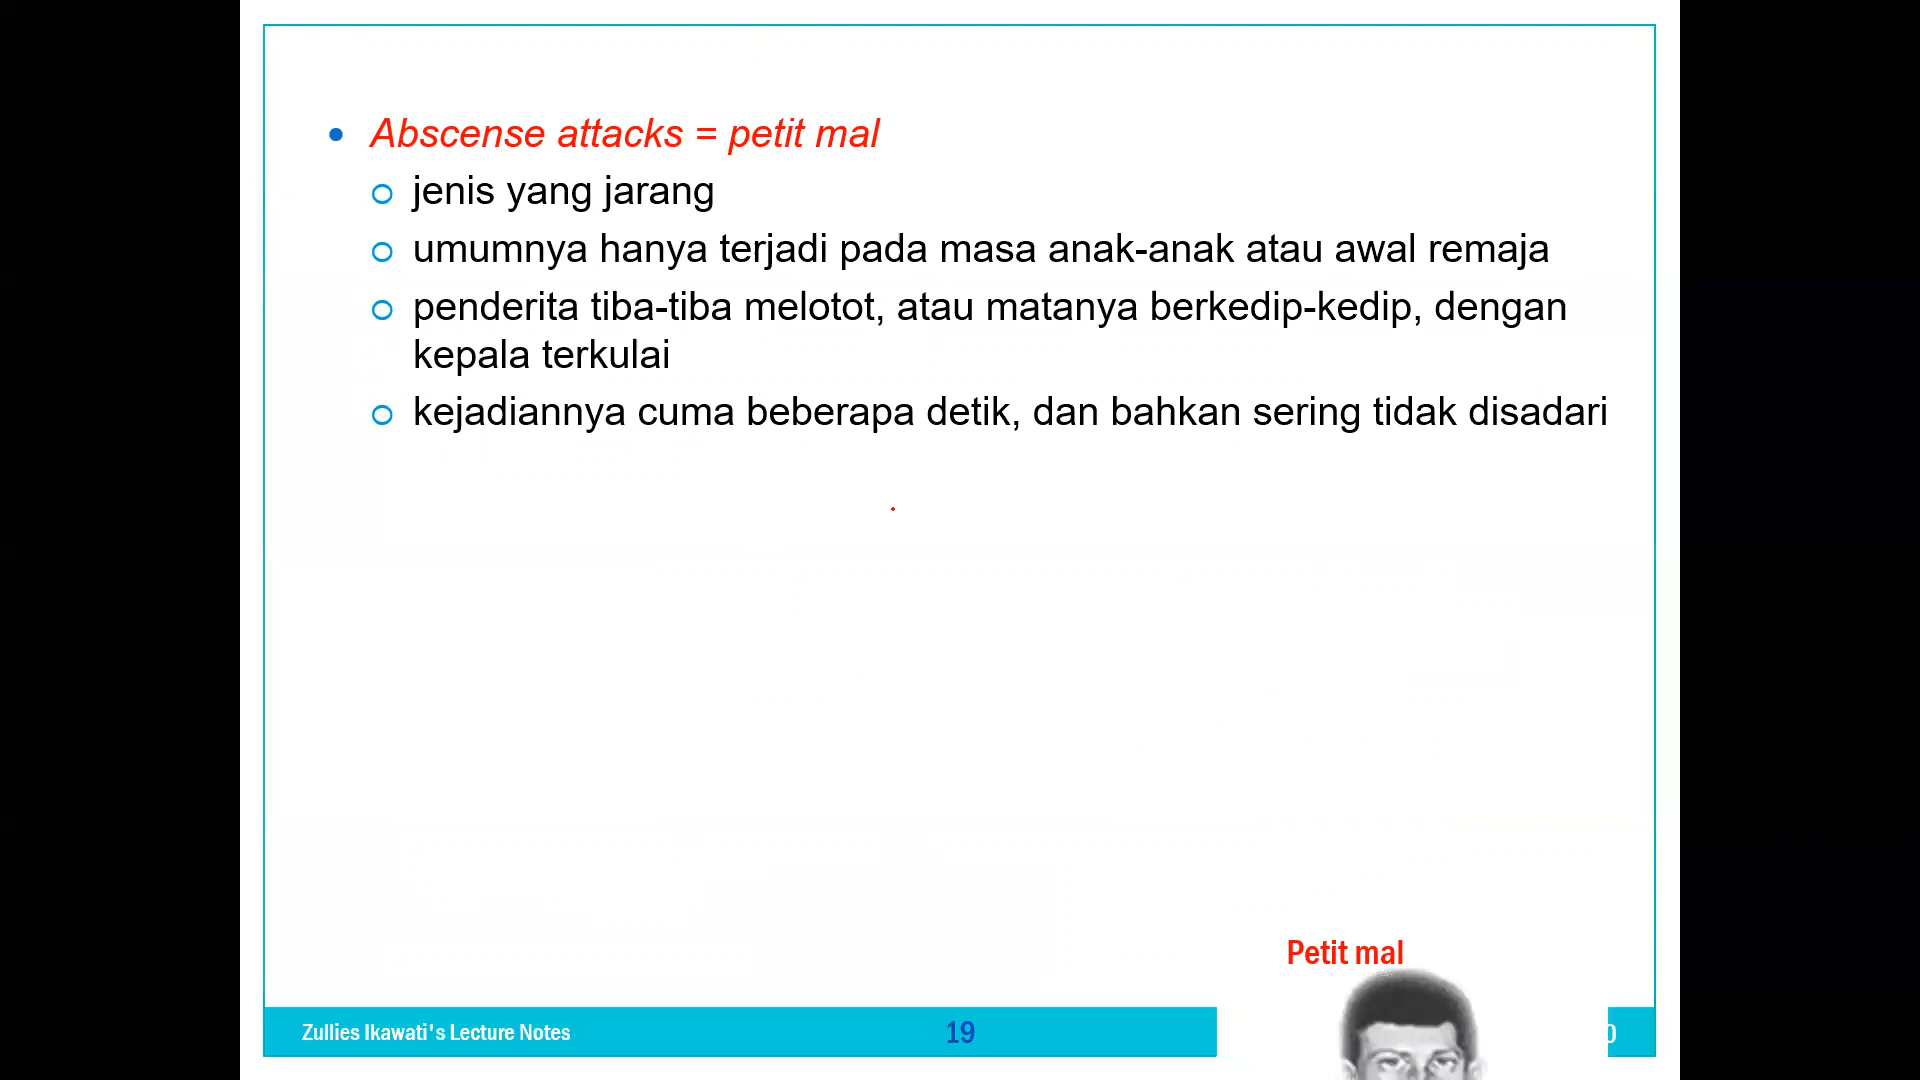 Abscense attacks = petit mal
jenis yang jarang
umumnya hanya terjadi pada masa anak-anak atau awal remaja
penderita tiba-tiba melotot, atau matanya berkedip-kedip, dengan
kepala terkulai
kejadiannya cuma beberapa detik, dan bahkan sering tidak disadari
Petit mal
Zullies Ikawati's Lecture Notes
19